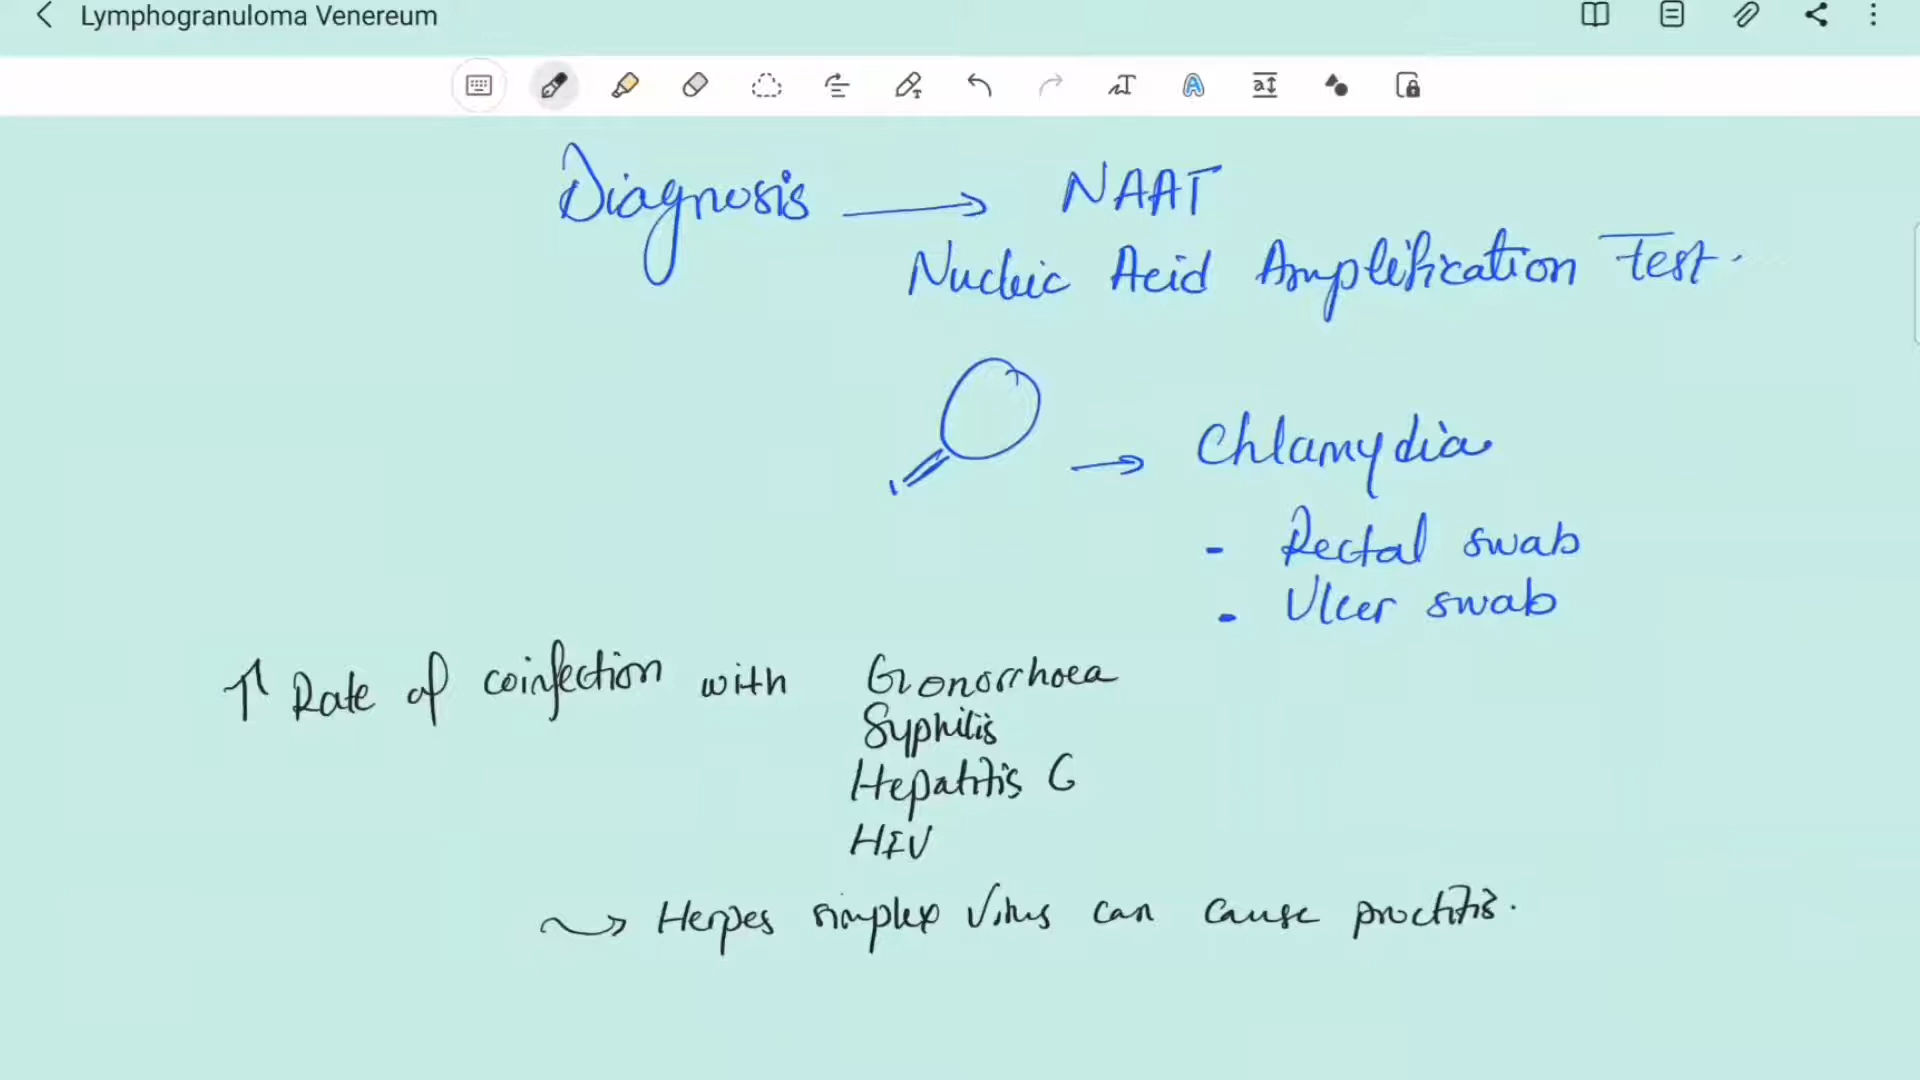 Lymphogranuloma Venereum
Diagnosis → NAAT
Nucleic Acid Amplification Test.
→ Chlamydia
- Rectal swab
- Ulcer swab
↑ Rate of coinfection with Gonorrhoea
Syphilis
Hepatitis C
HIV
→ Herpes simplex Virus can cause proctitis.